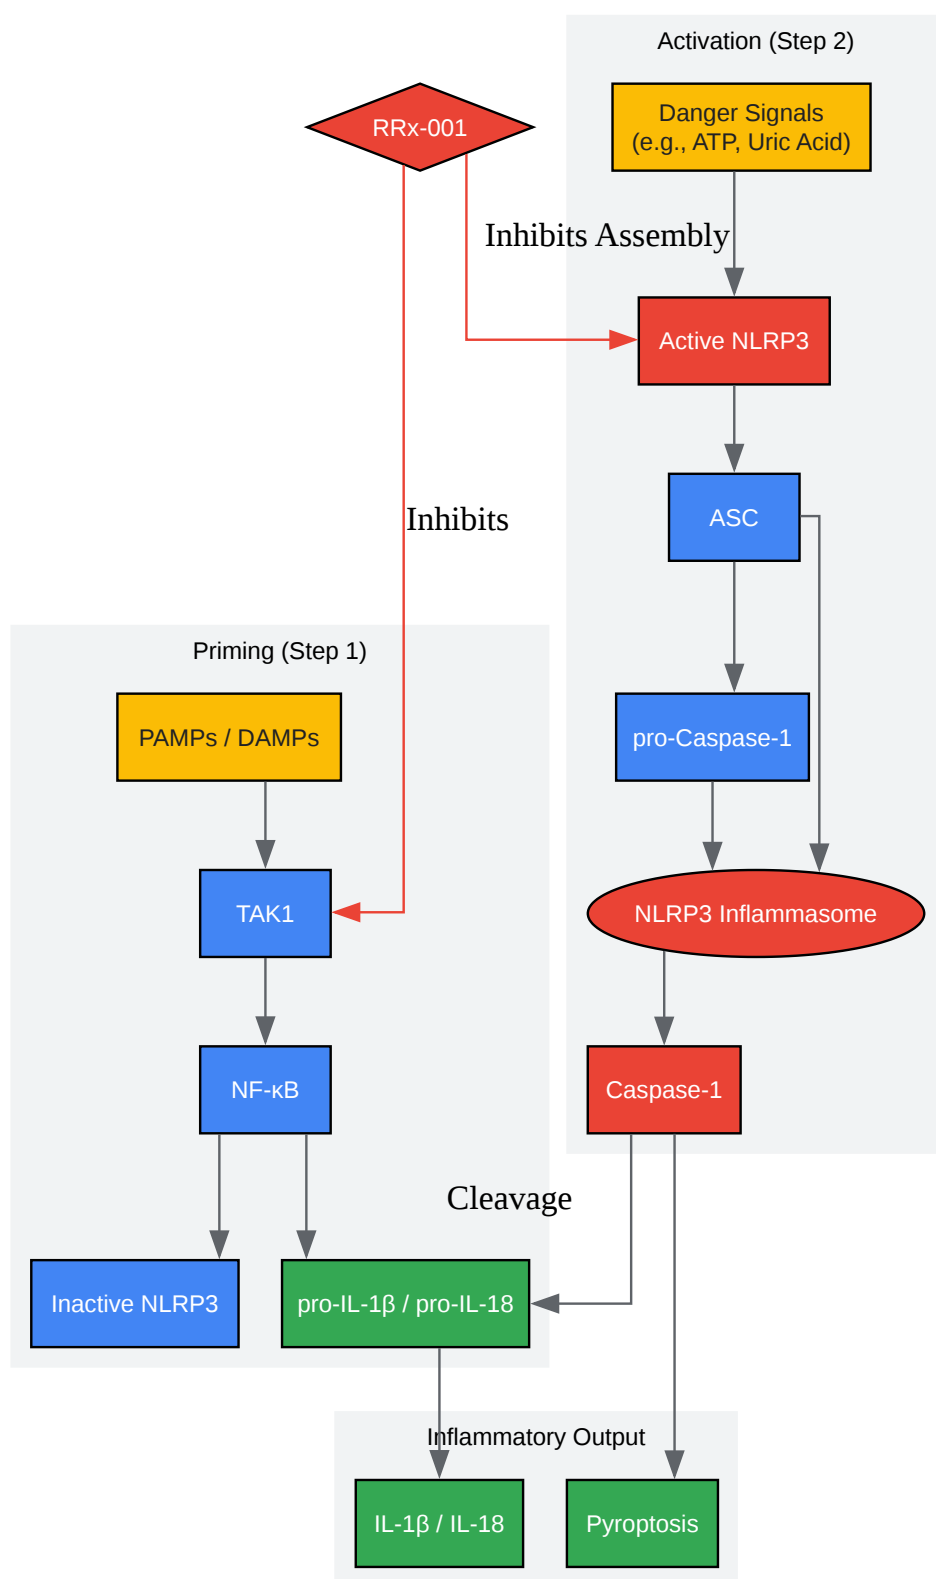 Activation (Step 2)
Danger Signals
(e.g., ATP, Uric Acid)
RRx-001
Inhibits Assembly
Active NLRP3
ASC
Inhibits
Priming (Step 1)
PAMPs / DAMPs
pro-Caspase-1
TAK1
NLRP3 Inflammasome
NF-κB
Caspase-1
Cleavage
Inactive NLRP3
pro-IL-1β / pro-IL-18
Inflammatory Output
IL-1β / IL-18
Pyroptosis